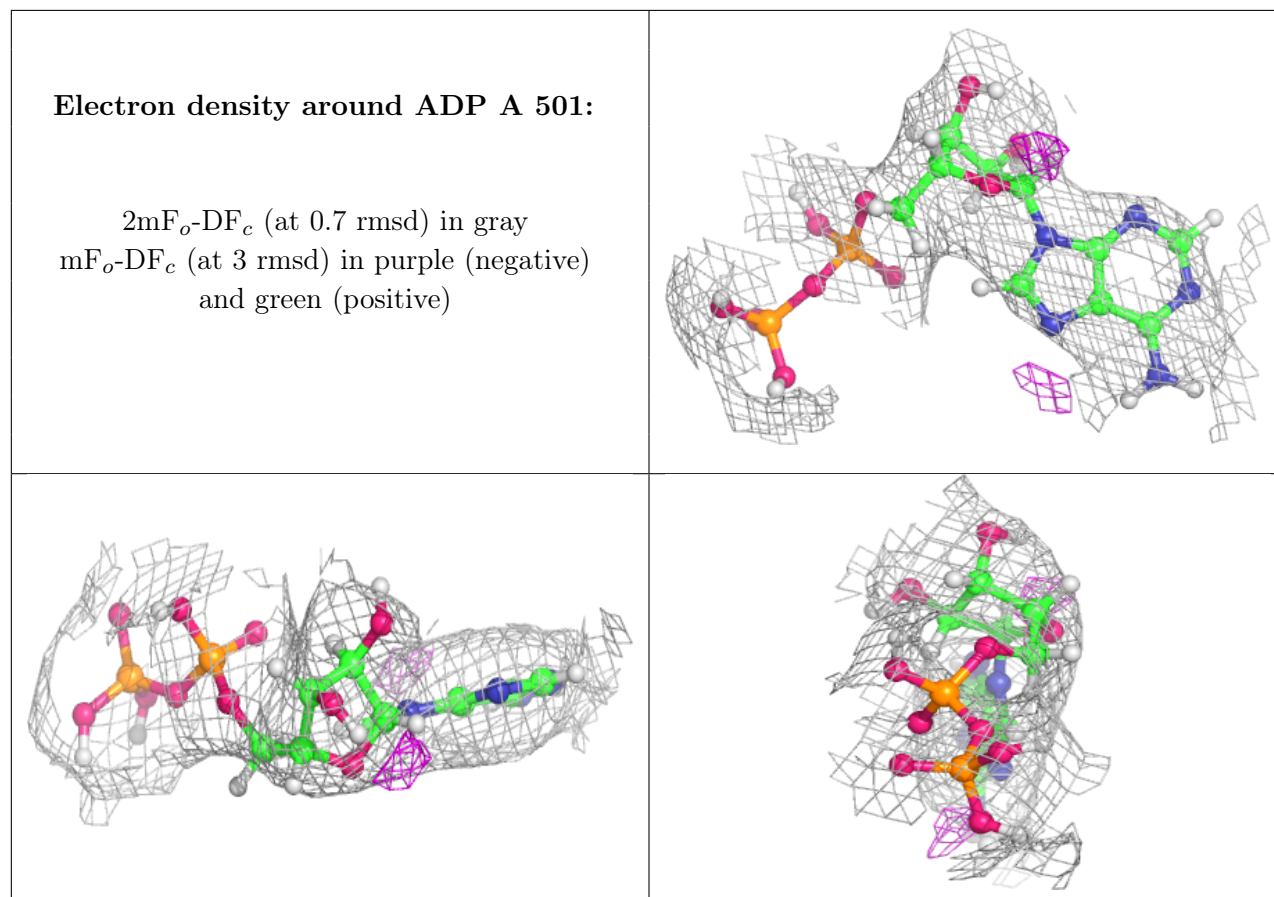 Electron density around ADP A 501:
2mFo-DFc (at 0.7 rmsd) in gray
mFo-DFc (at 3 rmsd) in purple (negative)
and green (positive)